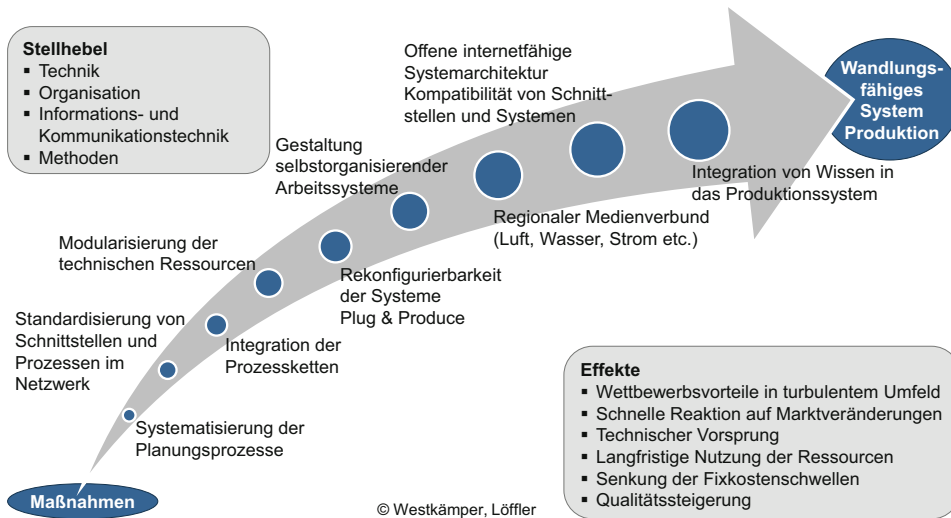 Stellhebel
▪ Technik
▪ Organisation
▪ Informations- und
Kommunikationstechnik
▪ Methoden
Offene internetfähige
Systemarchitektur
Kompatibilität von Schnitt-
stellen und Systemen
Wandlungs-
fähiges
System
Produktion
Gestaltung
selbstorganisierender
Arbeitssysteme
Integration von Wissen in
das Produktionssystem
Regionaler Medienverbund
(Luft, Wasser, Strom etc.)
Modularisierung der
technischen Ressourcen
Rekonfigurierbarkeit
der Systeme
Plug & Produce
Standardisierung von
Schnittstellen und
Prozessen im
Netzwerk
Integration der
Prozessketten
Systematisierung der
Planungsprozesse
Effekte
▪ Wettbewerbsvorteile in turbulentem Umfeld
▪ Schnelle Reaktion auf Marktveränderungen
▪ Technischer Vorsprung
▪ Langfristige Nutzung der Ressourcen
▪ Senkung der Fixkostenschwellen
▪ Qualitätssteigerung
Maßnahmen
© Westkämper, Löffler